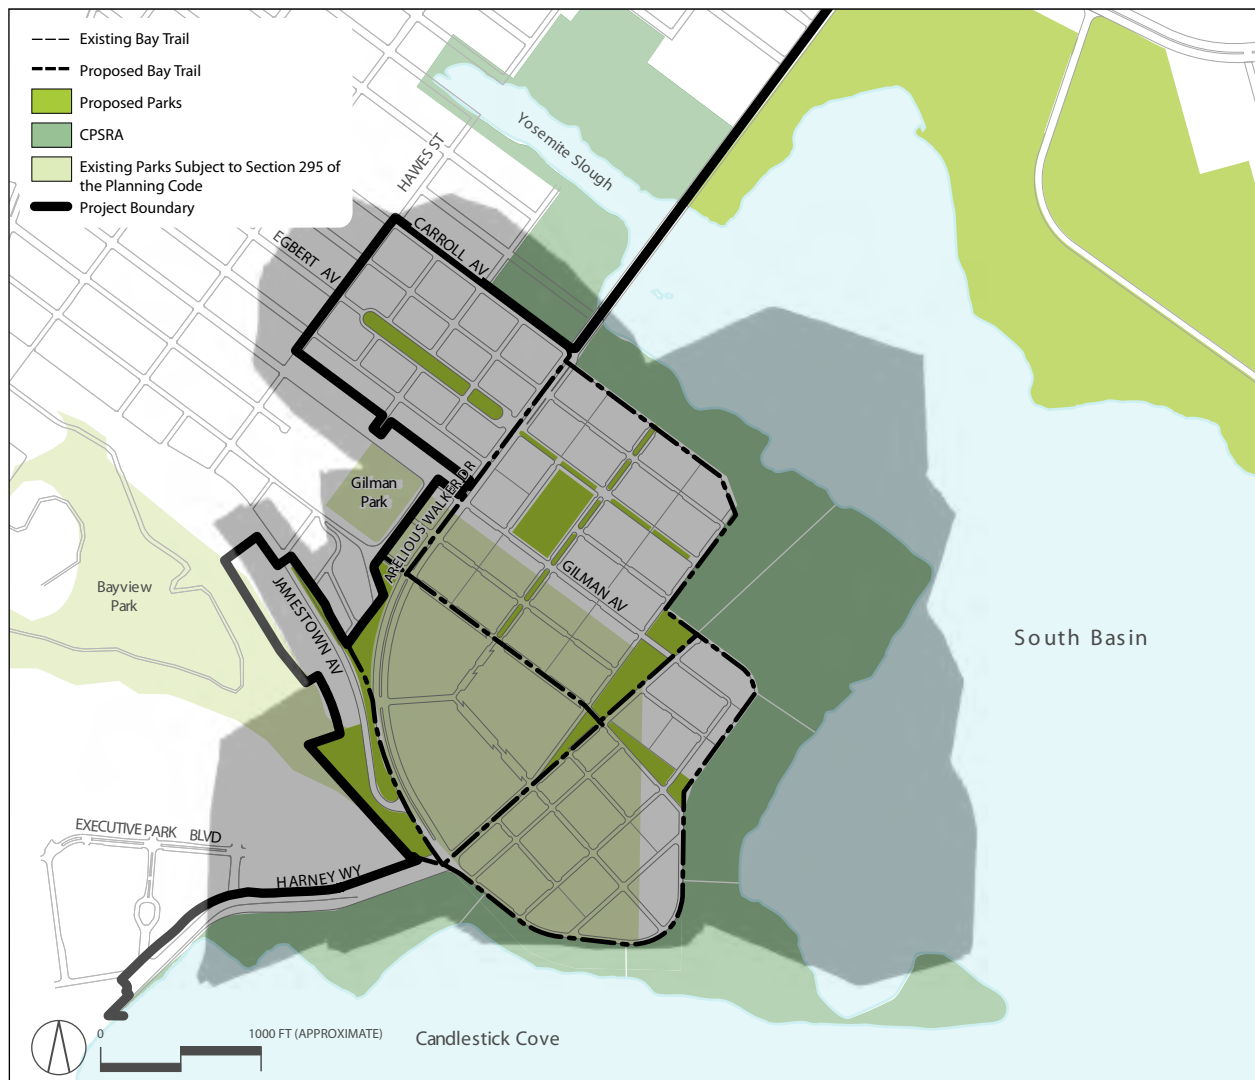 Existing Bay Trail
Proposed Bay Trail
Proposed Parks
CPSRA
Existing Parks Subject to Section 295 of
the Planning Code
Project Boundary
Yosemite Slough
HAWES ST
CARROLL AV
EGBERT AV
Gilman
Park
ARELIOUS WALKER DR
GILMAN AV
Bayview
Park
JAMESTOWN AV
South Basin
EXECUTIVE PARK BLVD
HARNEY WY
0
1000 FT (APPROXIMATE)
Candlestick Cove